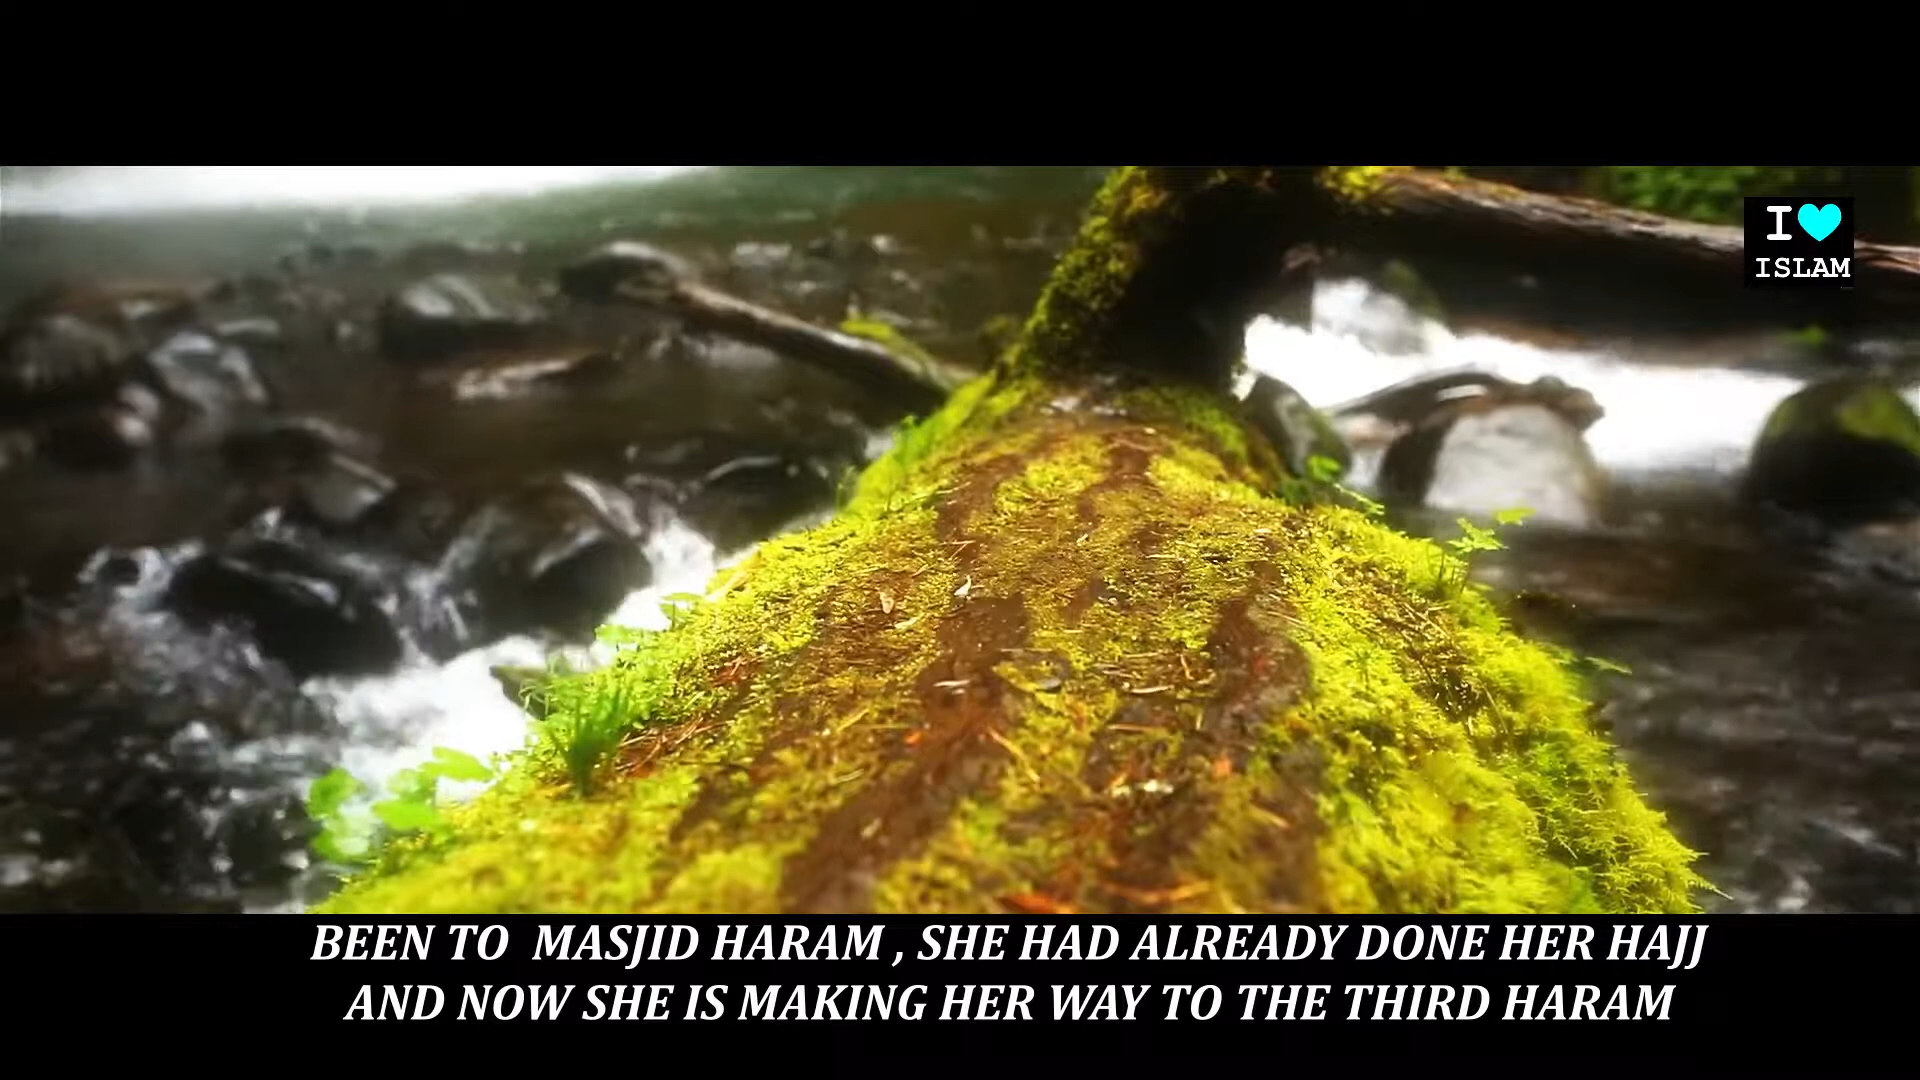 I
ISLAM
BEEN TO  MASJID HARAM , SHE HAD ALREADY DONE HER HAJJ
AND NOW SHE IS MAKING HER WAY TO THE THIRD HARAM